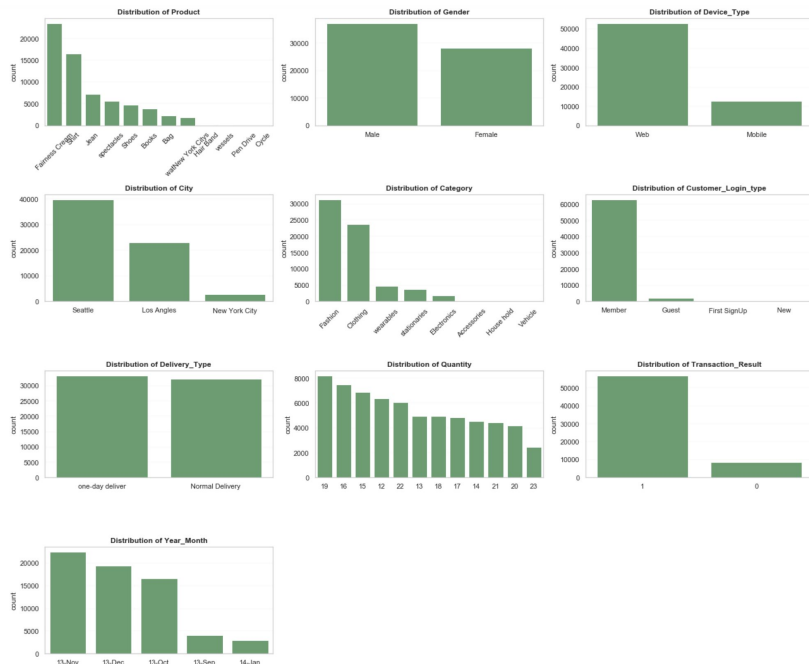 Distribution of Product
count
20000
15000
10000
5000
0
Fairness Cream
Shirt
Jean
spectacles
Shoes
Books
Bag
watNew York Citys
Hair Band
vessels
Pen Drive
Cycle
Distribution of Gender
count
30000
20000
10000
0
Male Female
Distribution of Device_Type
count
50000
40000
30000
20000
10000
0
Web Mobile
Distribution of City
count
40000
30000
20000
10000
0
Seattle Los Angles New York City
Distribution of Category
count
30000
25000
20000
15000
10000
5000
0
Fashion
Clothing
wearables
stationaries
Electronics
Accessories
House hold
Vehicle
Distribution of Customer_Login_type
count
60000
50000
40000
30000
20000
10000
0
Member Guest First SignUp New
Distribution of Delivery_Type
count
30000
25000
20000
15000
10000
5000
0
one-day deliver Normal Delivery
Distribution of Quantity
count
8000
6000
4000
2000
0
19 16 15 12 22 13 18 17 14 21 20 23
Distribution of Transaction_Result
count
50000
40000
30000
20000
10000
0
1 0
Distribution of Year_Month
count
20000
15000
10000
5000
0
13-Nov 13-Dec 13-Oct 13-Sep 14-Jan